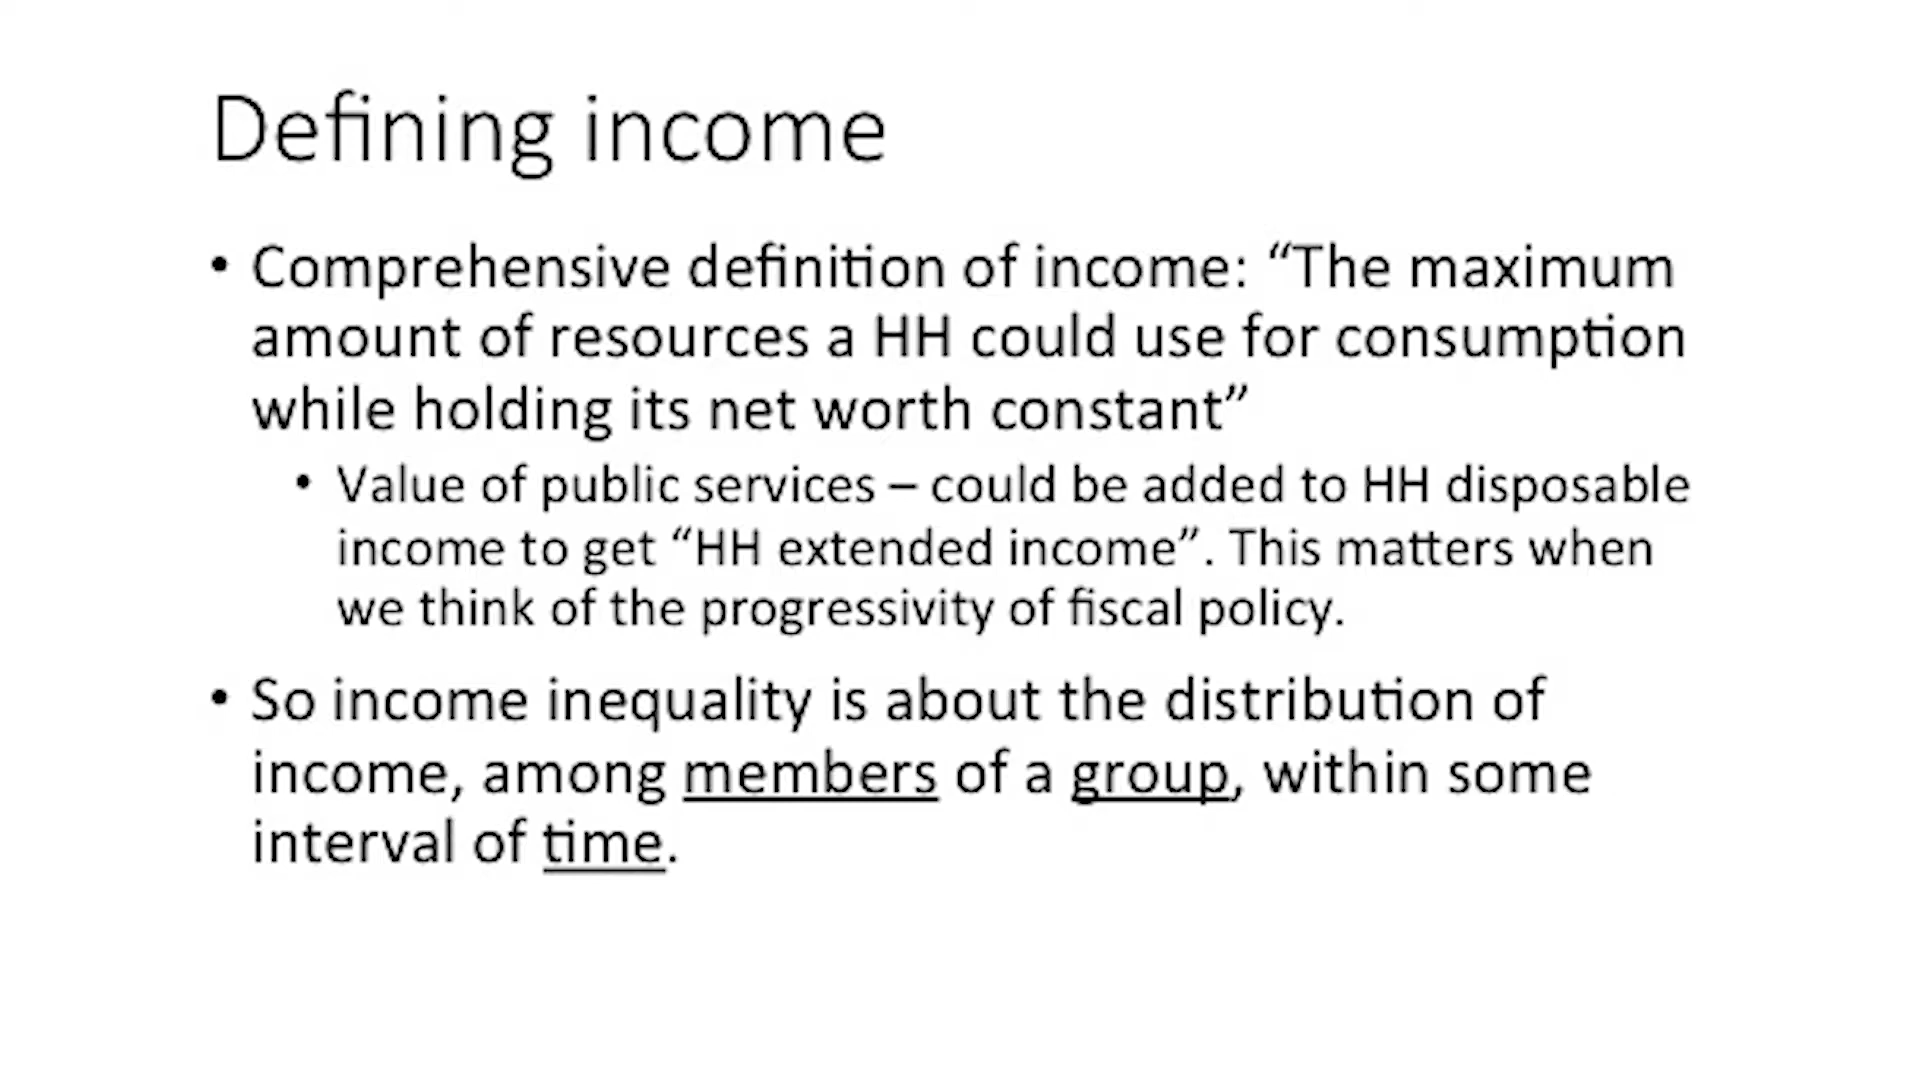 Defining income
• Comprehensive definition of income: “The maximum
amount of resources a HH could use for consumption
while holding its net worth constant”
• Value of public services – could be added to HH disposable
income to get “HH extended income”. This matters when
we think of the progressivity of fiscal policy.
• So income inequality is about the distribution of
income, among members of a group, within some
interval of time.